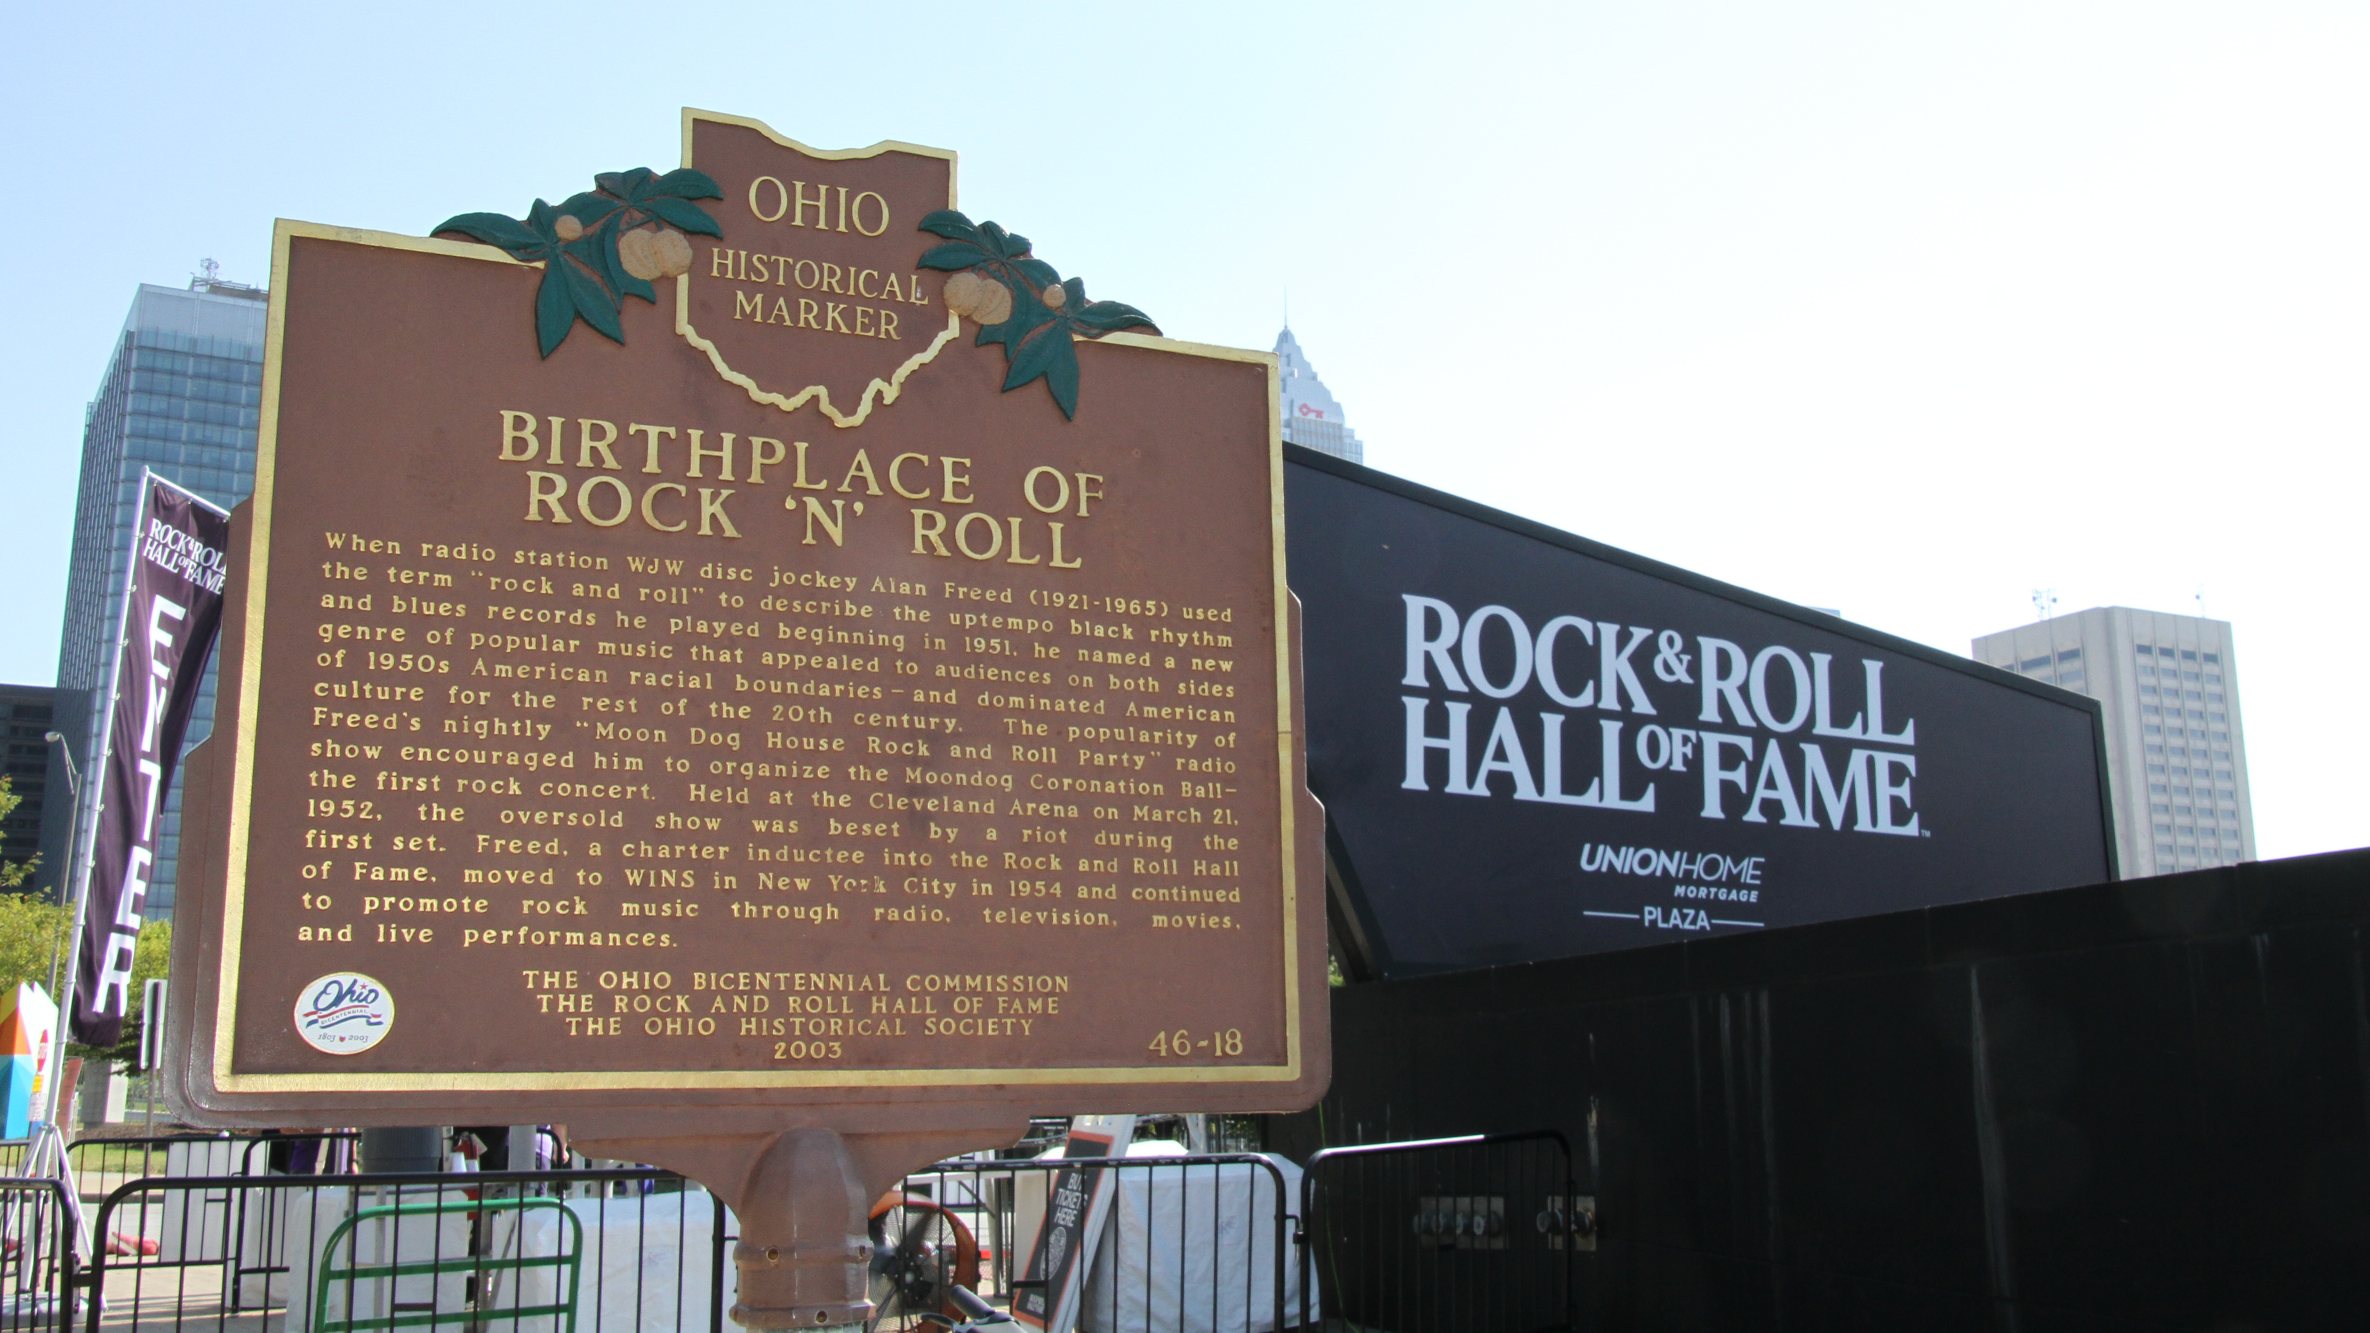 OHIO
HISTORICAL
MARKER
BIRTHPLACE OF
ROCK 'N' ROLL
When radio station WJW disc jockey Alan Freed (1921-1965) used
the term "rock and roll" to describe the uptempo black rhythm
and blues records he played beginning in 1951, he named a new
genre of popular music that appealed to audiences on both sides
of 1950s American racial boundaries–and dominated American
culture for the rest of the 20th century. The popularity of
Freed's nightly "Moon Dog House Rock and Roll Party" radio
show encouraged him to organize the Moondog Coronation Ball–
the first rock concert. Held at the Cleveland Arena on March 21,
1952, the oversold show was beset by a riot during the
first set. Freed, a charter inductee into the Rock and Roll Hall
of Fame, moved to WINS in New York City in 1954 and continued
to promote rock music through radio, television, movies,
and live performances.
THE OHIO BICENTENNIAL COMMISSION
THE ROCK AND ROLL HALL OF FAME
THE OHIO HISTORICAL SOCIETY
2003
46-18
Ohio
BICENTENNIAL
1803 2003
ROCK & ROLL
HALL OF FAME
ENTER
ROCK & ROLL
HALL OF FAME
TM
UNION HOME
MORTGAGE
PLAZA
TICKETS
HERE